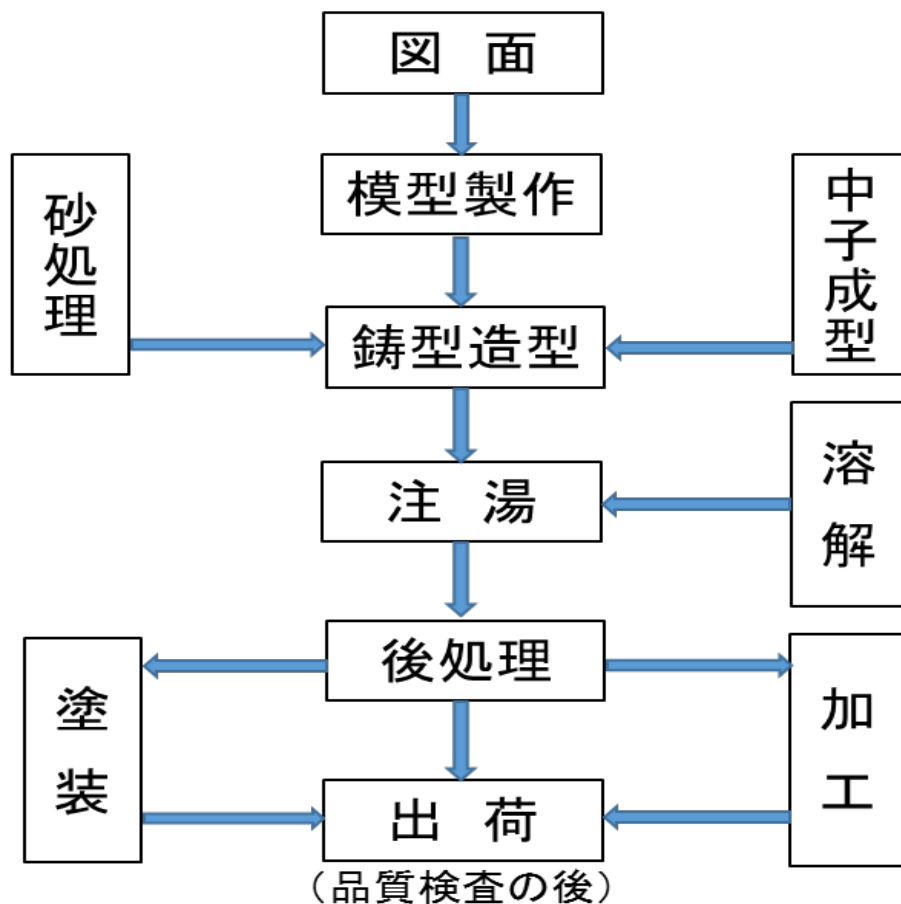 図 面
模型製作
砂処理
中子成型
鋳型造型
注 湯
溶解
後処理
塗装
加工
出 荷
（品質検査の後）